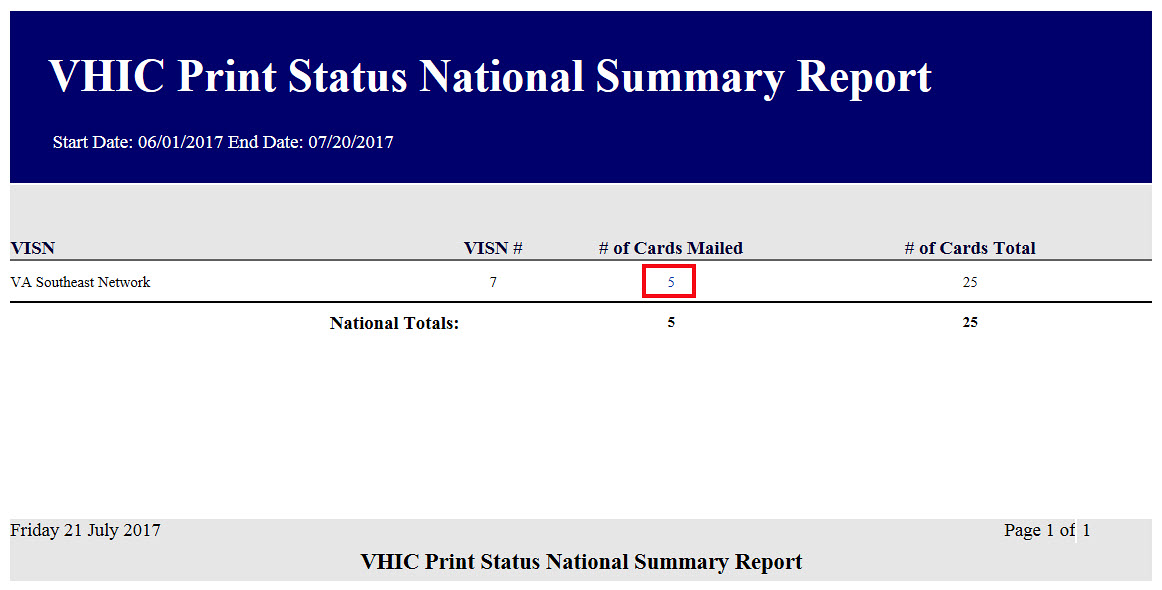 VHIC Print Status National Summary Report
Start Date: 06/01/2017 End Date: 07/20/2017
VISN VISN # # of Cards Mailed # of Cards Total
VA Southeast Network 7 5 25
National Totals: 5 25
Friday 21 July 2017 Page 1 of 1
VHIC Print Status National Summary Report